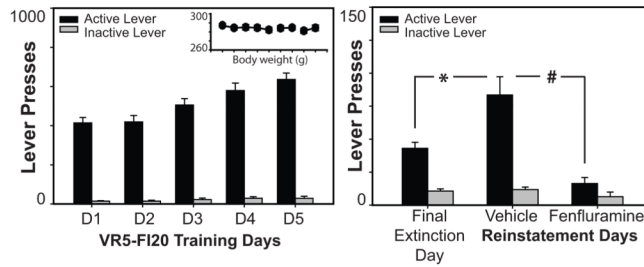 1000
Active Lever
Inactive Lever
300
260
Body weight (g)
Lever Presses
0
D1 D2 D3 D4 D5
VR5-FI20 Training Days
150
Active Lever
Inactive Lever
* #
Lever Presses
0
Final Extinction Day
Vehicle Fenfluramine
Reinstatement Days